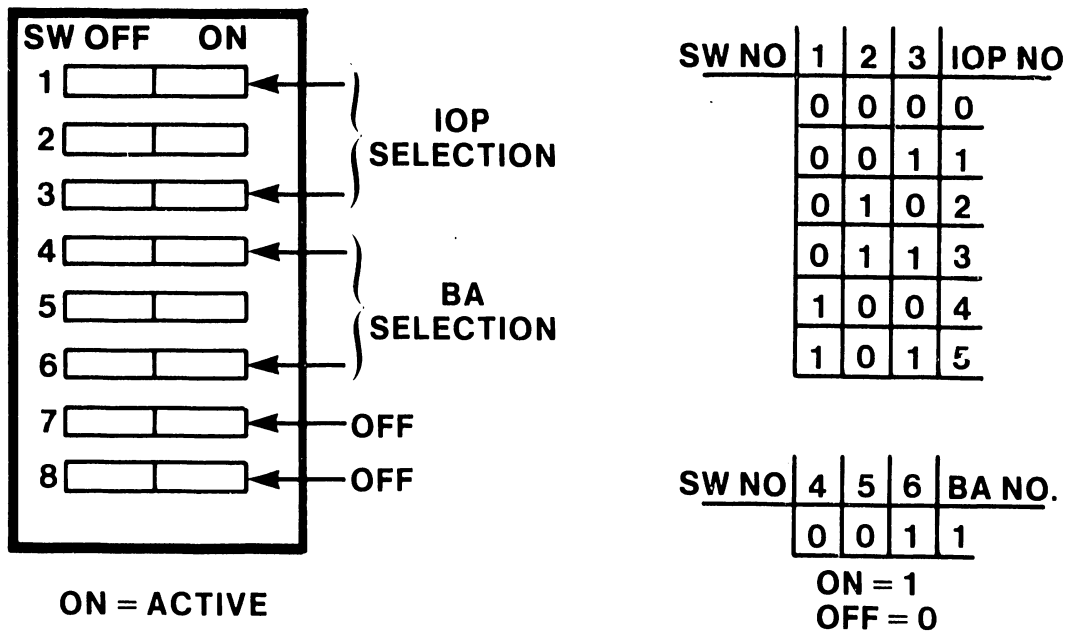 SW OFF ON
1
2
3
4
5
6
7
8
IOP
SELECTION
BA
SELECTION
OFF
OFF
ON = ACTIVE
SW NO 1 2 3 IOP NO
0 0 0 0
0 0 1 1
0 1 0 2
0 1 1 3
1 0 0 4
1 0 1 5
SW NO 4 5 6 BA NO.
0 0 1 1
ON = 1
OFF = 0